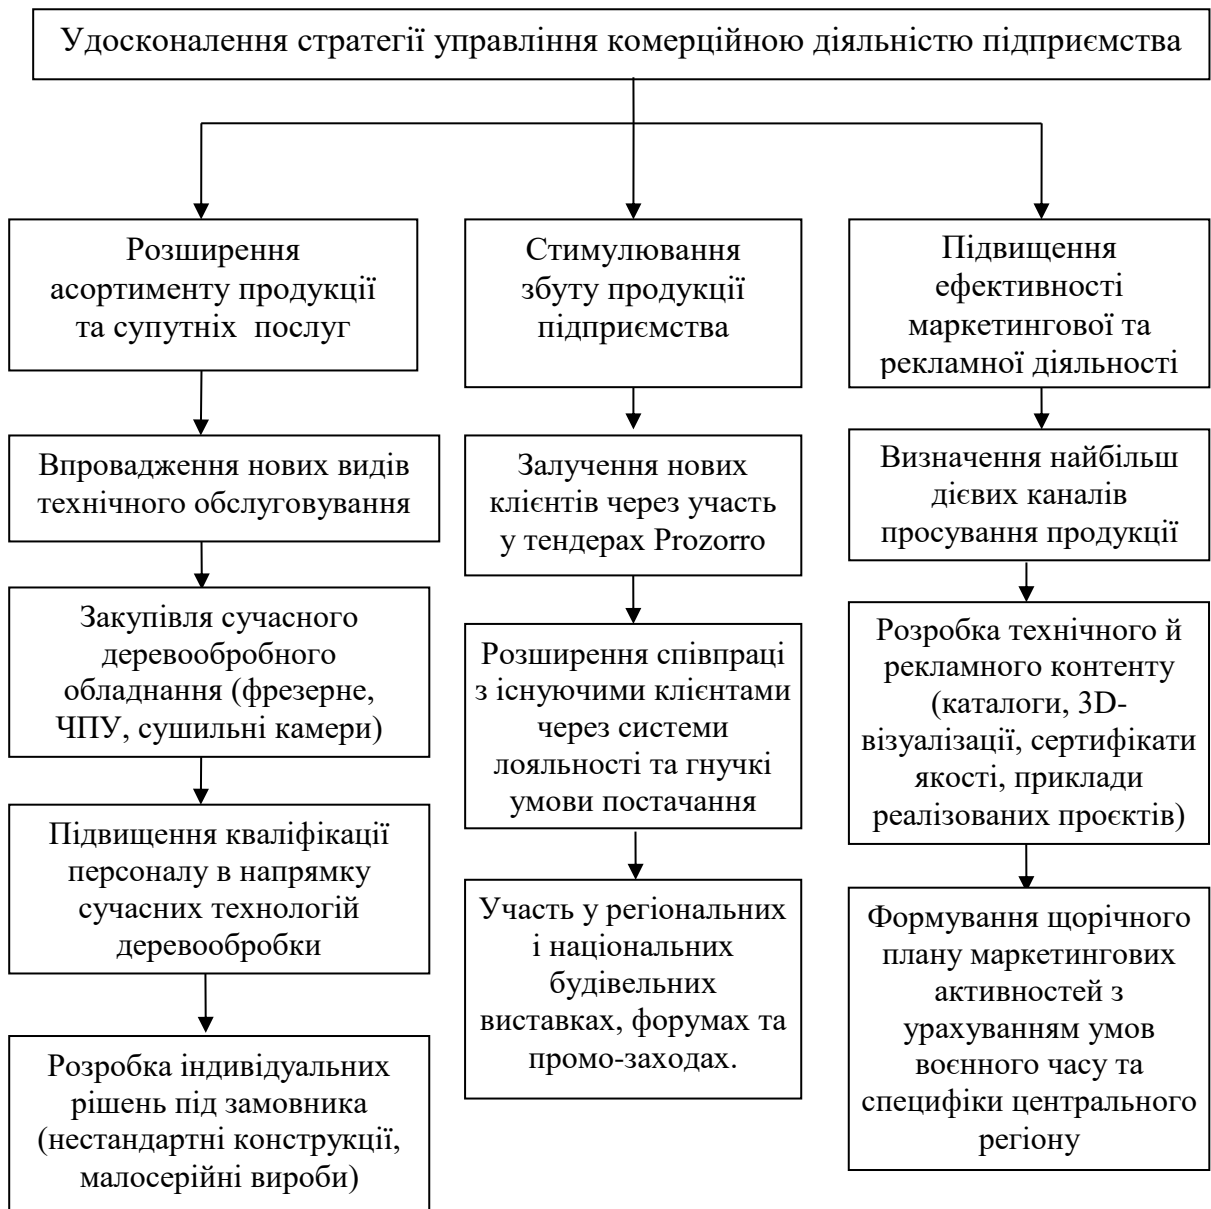 Удосконалення стратегії управління комерційною діяльністю підприємства
Розширення
асортименту продукції
та супутніх послуг
Впровадження нових видів
технічного обслуговування
Закупівля сучасного
деревообробного
обладнання (фрезерне,
ЧПУ, сушильні камери)
Підвищення кваліфікації
персоналу в напрямку
сучасних технологій
деревообробки
Розробка індивідуальних
рішень під замовника
(нестандартні конструкції,
малосерійні вироби)
Стимулювання
збуту продукції
підприємства
Залучення нових
клієнтів через участь
у тендерах Prozorro
Розширення співпраці
з існуючими клієнтами
через системи
лояльності та гнучкі
умови постачання
Участь у регіональних
і національних
будівельних
виставках, форумах та
промо-заходах.
Підвищення
ефективності
маркетингової та
рекламної діяльності
Визначення найбільш
дієвих каналів
просування продукції
Розробка технічного й
рекламного контенту
(каталоги, 3D-
візуалізації, сертифікати
якості, приклади
реалізованих проєктів)
Формування щорічного
плану маркетингових
активностей з
урахуванням умов
воєнного часу та
специфіки центрального
регіону